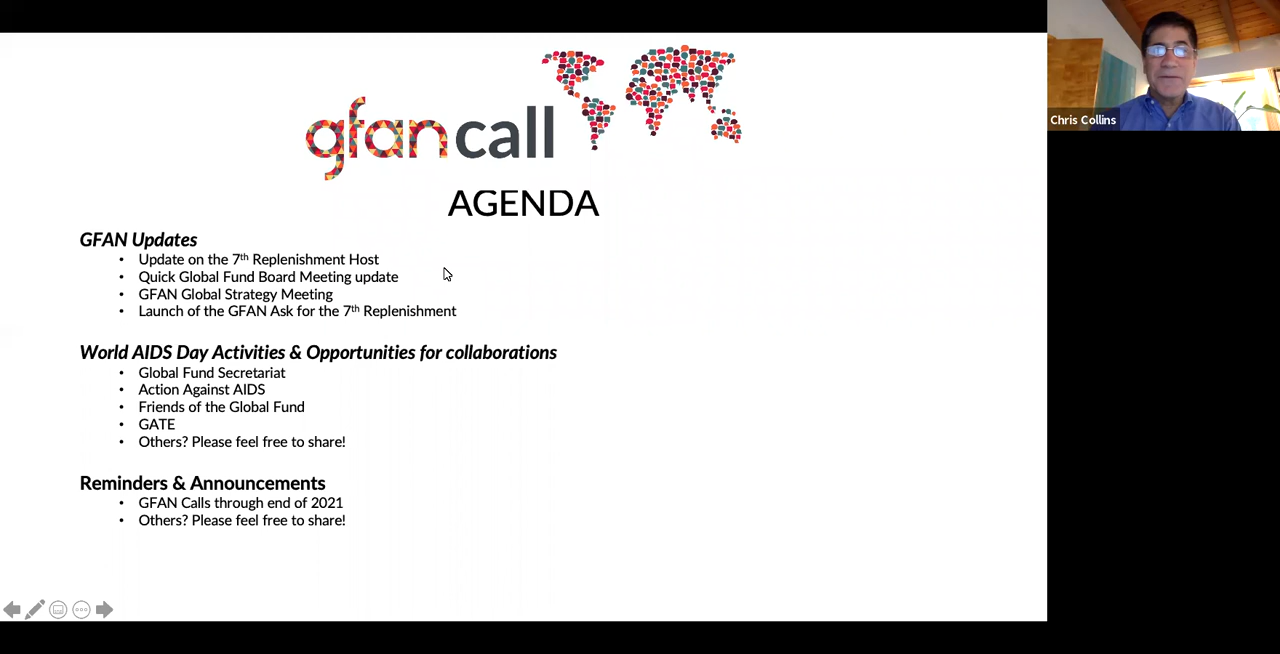 gfan call
Chris Collins
AGENDA
GFAN Updates
• Update on the 7th Replenishment Host
• Quick Global Fund Board Meeting update
• GFAN Global Strategy Meeting
• Launch of the GFAN Ask for the 7th Replenishment
World AIDS Day Activities & Opportunities for collaborations
• Global Fund Secretariat
• Action Against AIDS
• Friends of the Global Fund
• GATE
• Others? Please feel free to share!
Reminders & Announcements
• GFAN Calls through end of 2021
• Others? Please feel free to share!